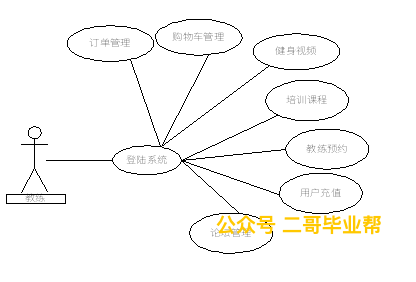 订单管理
购物车管理
健身视频
培训课程
教练预约
登陆系统
用户充值
教练
论坛管理
公众号 二哥毕业帮